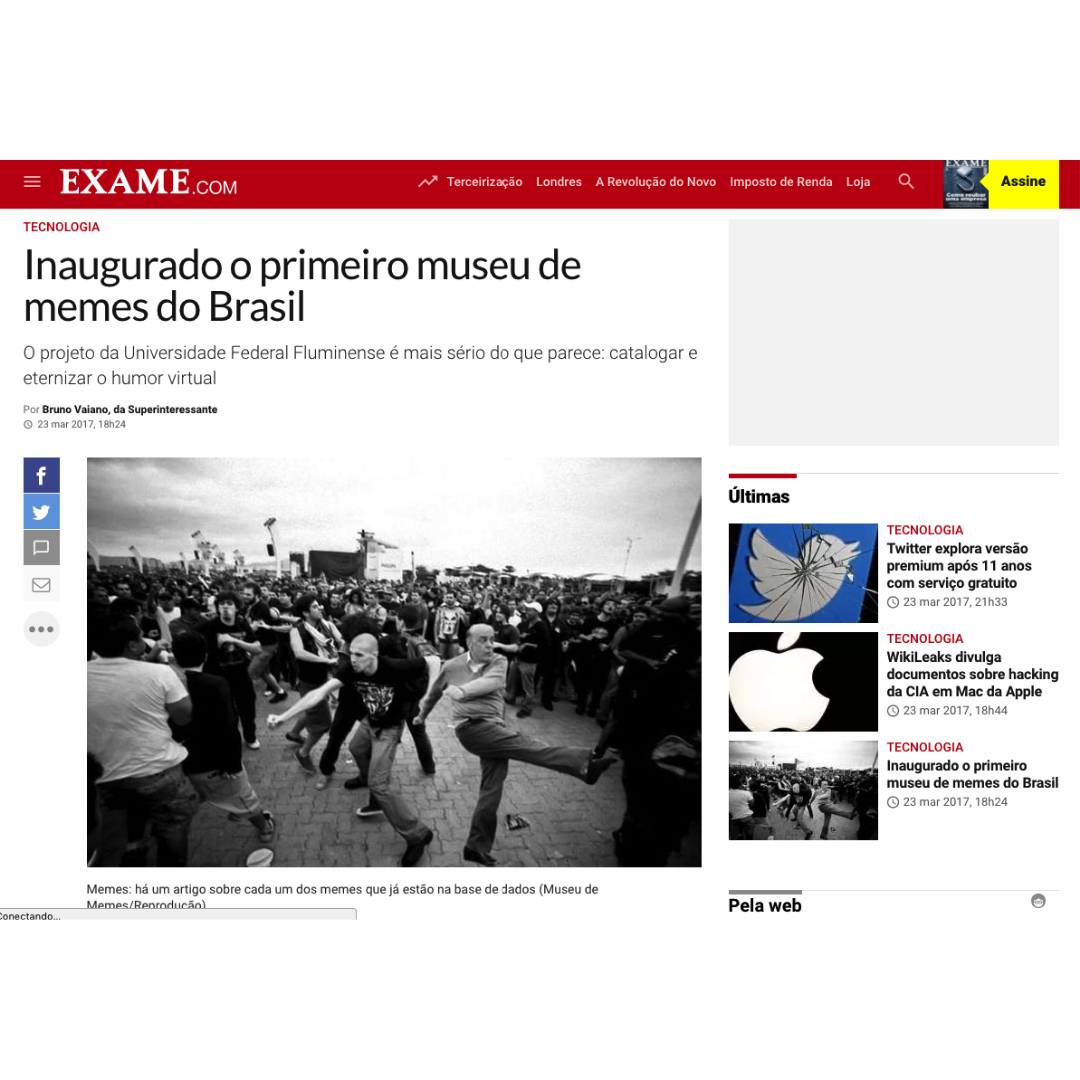 EXAME.COM
Terceirização Londres A Revolução do Novo Imposto de Renda Loja
EXAME
Como roubar
uma empresa
Assine
TECNOLOGIA
Inaugurado o primeiro museu de
memes do Brasil
O projeto da Universidade Federal Fluminense é mais sério do que parece: catalogar e
eternizar o humor virtual
Por Bruno Vaiano, da Superinteressante
23 mar 2017, 18h24
Memes: há um artigo sobre cada um dos memes que já estão na base de dados (Museu de
Memes/Reprodução)
Conectando...
Últimas
TECNOLOGIA
Twitter explora versão
premium após 11 anos
com serviço gratuito
23 mar 2017, 21h33
TECNOLOGIA
WikiLeaks divulga
documentos sobre hacking
da CIA em Mac da Apple
23 mar 2017, 18h44
TECNOLOGIA
Inaugurado o primeiro
museu de memes do Brasil
23 mar 2017, 18h24
Pela web